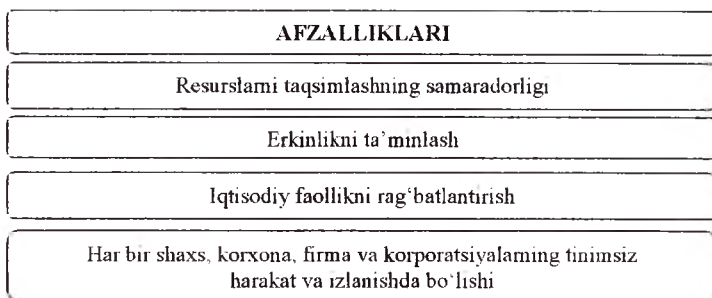 AFZALLIKLARI
Resurslarni taqsimlashning samaradorligi
Erkinlikni ta’minlash
Iqtisodiy faollikni rag‘batlantirish
Har bir shaxs, korxona, firma va korporatsiyalarning tinimsiz
harakat va izlanishda bo‘lishi